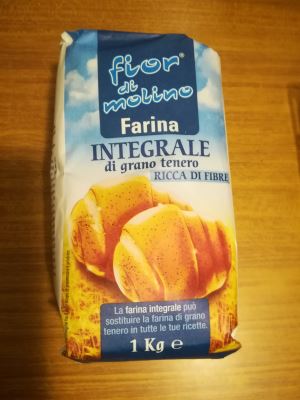 fior®
di
molino
Farina
INTEGRALE
di grano tenero
RICCA DI FIBRE
La farina integrale può
sostituire la farina di grano
tenero in tutte le tue ricette.
1 Kg ℮